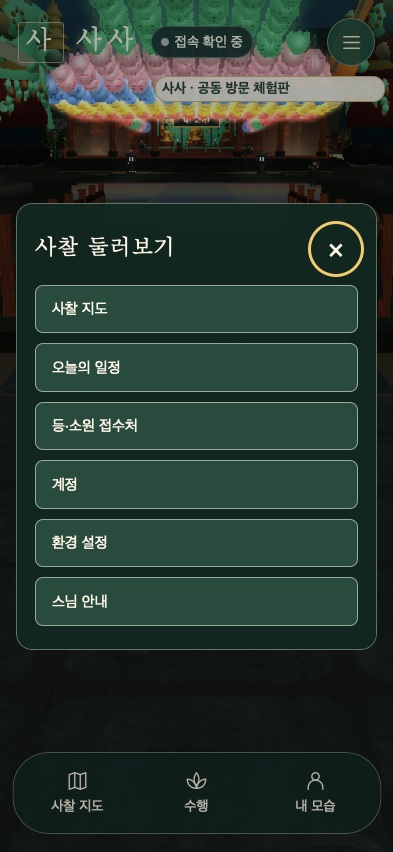 사 사사
접속 확인 중
사사 · 공동 방문 체험판
사찰 둘러보기
×
사찰 지도
오늘의 일정
등·소원 접수처
계정
환경 설정
스님 안내
사찰 지도
수행
내 모습